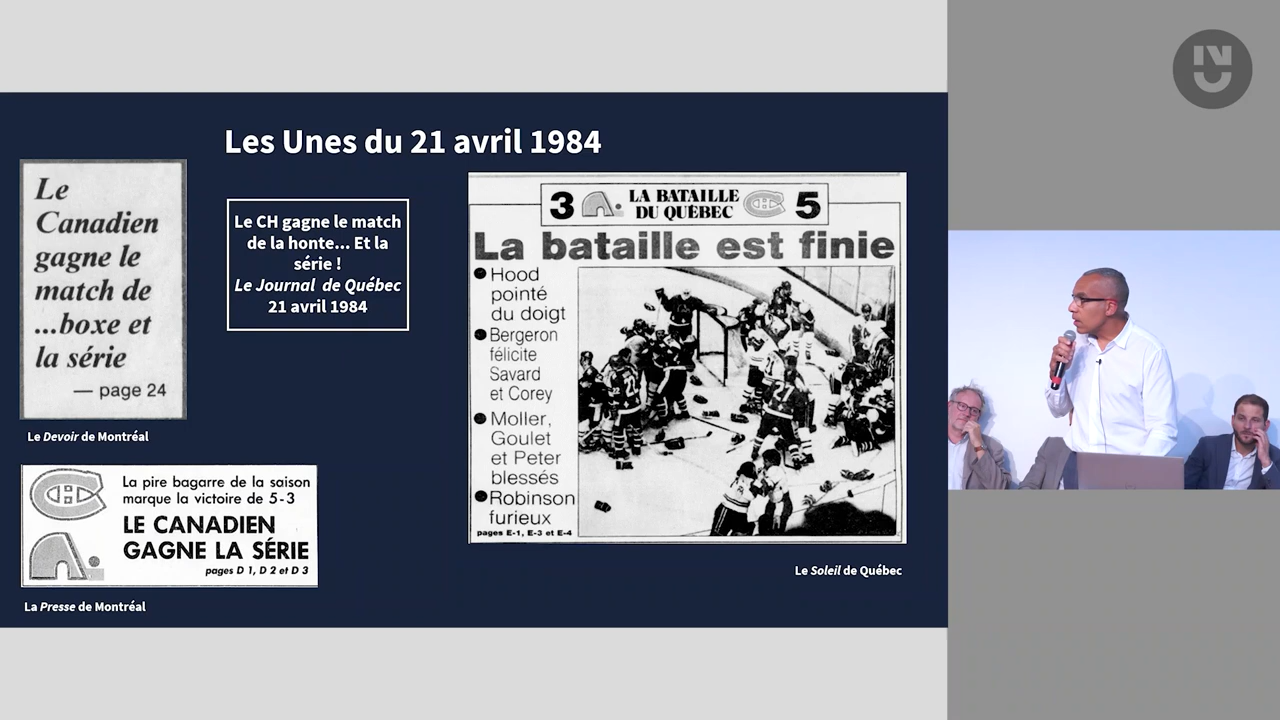 Les Unes du 21 avril 1984
Le
Canadien
gagne le
match de
...boxe et
la série
— page 24
Le Devoir de Montréal
Le CH gagne le match
de la honte... Et la
série !
Le Journal de Québec
21 avril 1984
La pire bagarre de la saison
marque la victoire de 5-3
LE CANADIEN
GAGNE LA SÉRIE
pages D 1, D 2 et D 3
La Presse de Montréal
3 LA BATAILLE
DU QUÉBEC 5
La bataille est finie
Hood
pointé
du doigt
Bergeron
félicite
Savard
et Corey
Moller,
Goulet
et Peter
blessés
Robinson
furieux
pages E-1, E-3 et E-4
Le Soleil de Québec